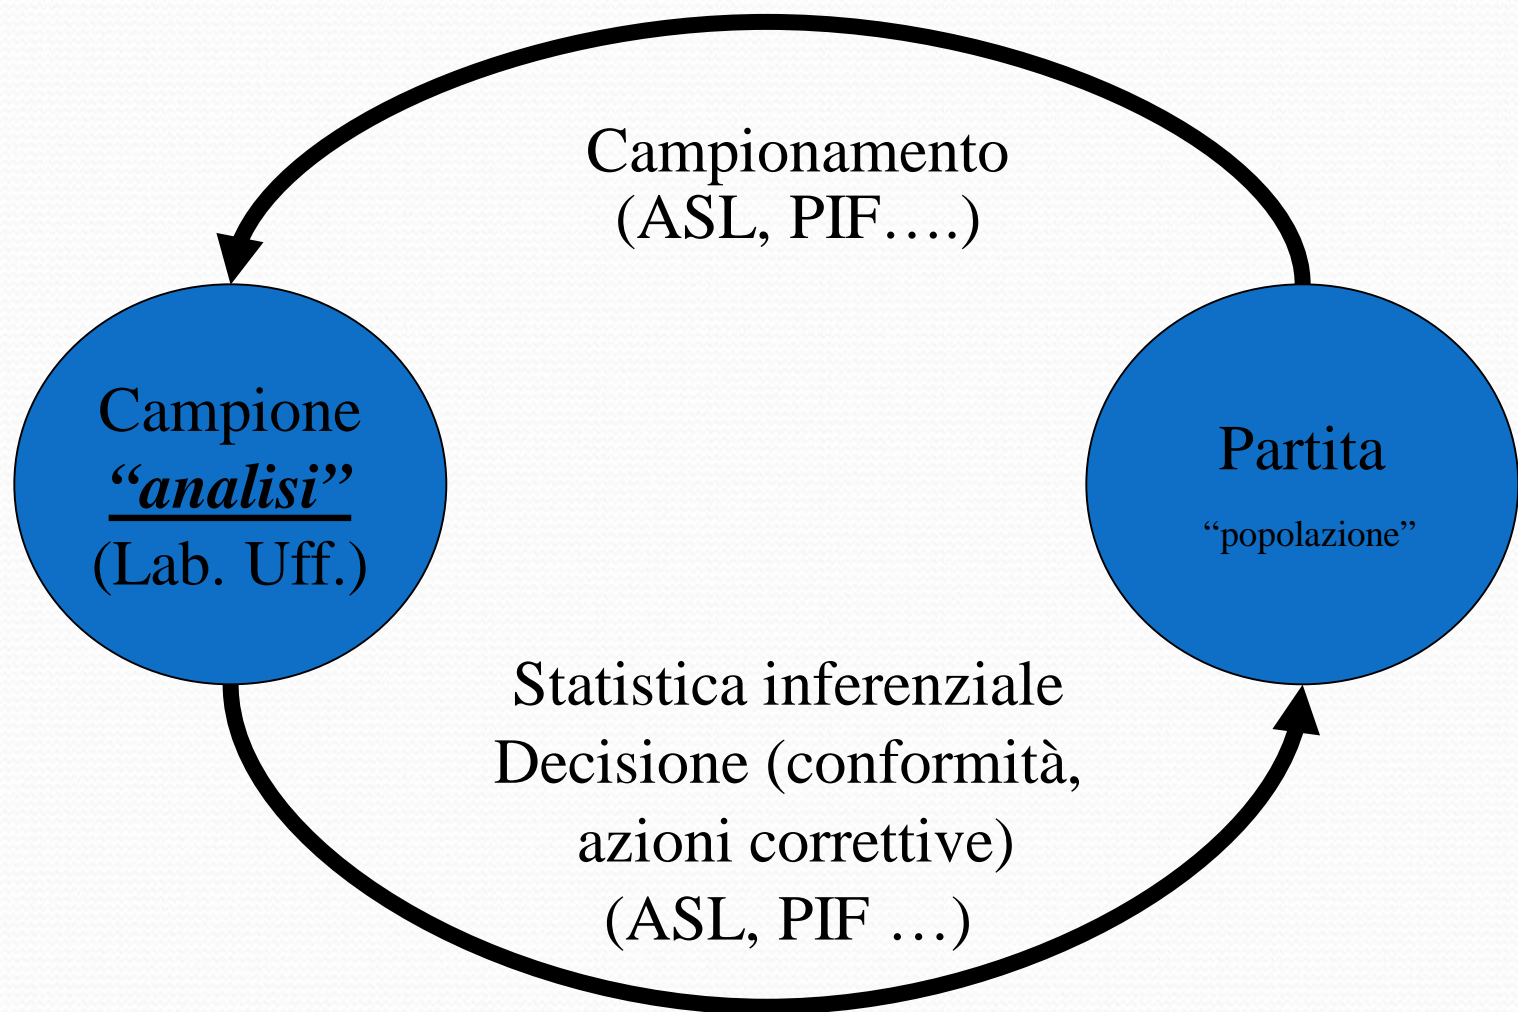 Campionamento
(ASL, PIF….)
Campione
“analisi”
(Lab. Uff.)
Partita
“popolazione”
Statistica inferenziale
Decisione (conformità,
azioni correttive)
(ASL, PIF …)